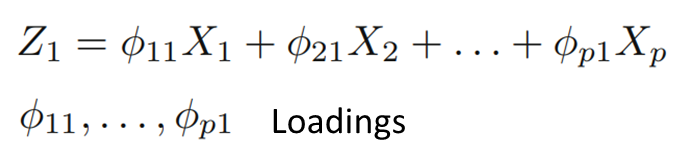 Z₁ = ϕ₁₁X₁ + ϕ₂₁X₂ + . . . + ϕₚ₁Xₚ
ϕ₁₁, . . . , ϕₚ₁ Loadings